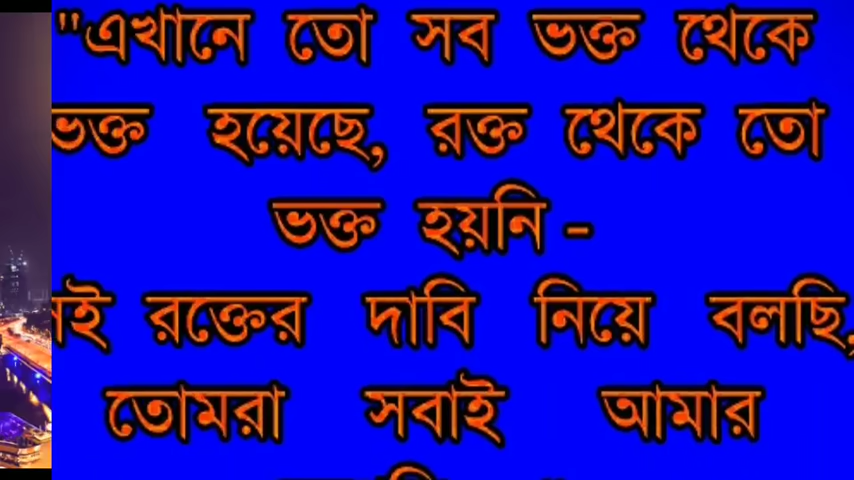 "এখানে তো সব ভক্ত থেকে
ভক্ত হয়েছে, রক্ত থেকে তো
ভক্ত হয়নি -
রক্তের দাবি নিয়ে বলছি,
তোমরা সবাই আমার